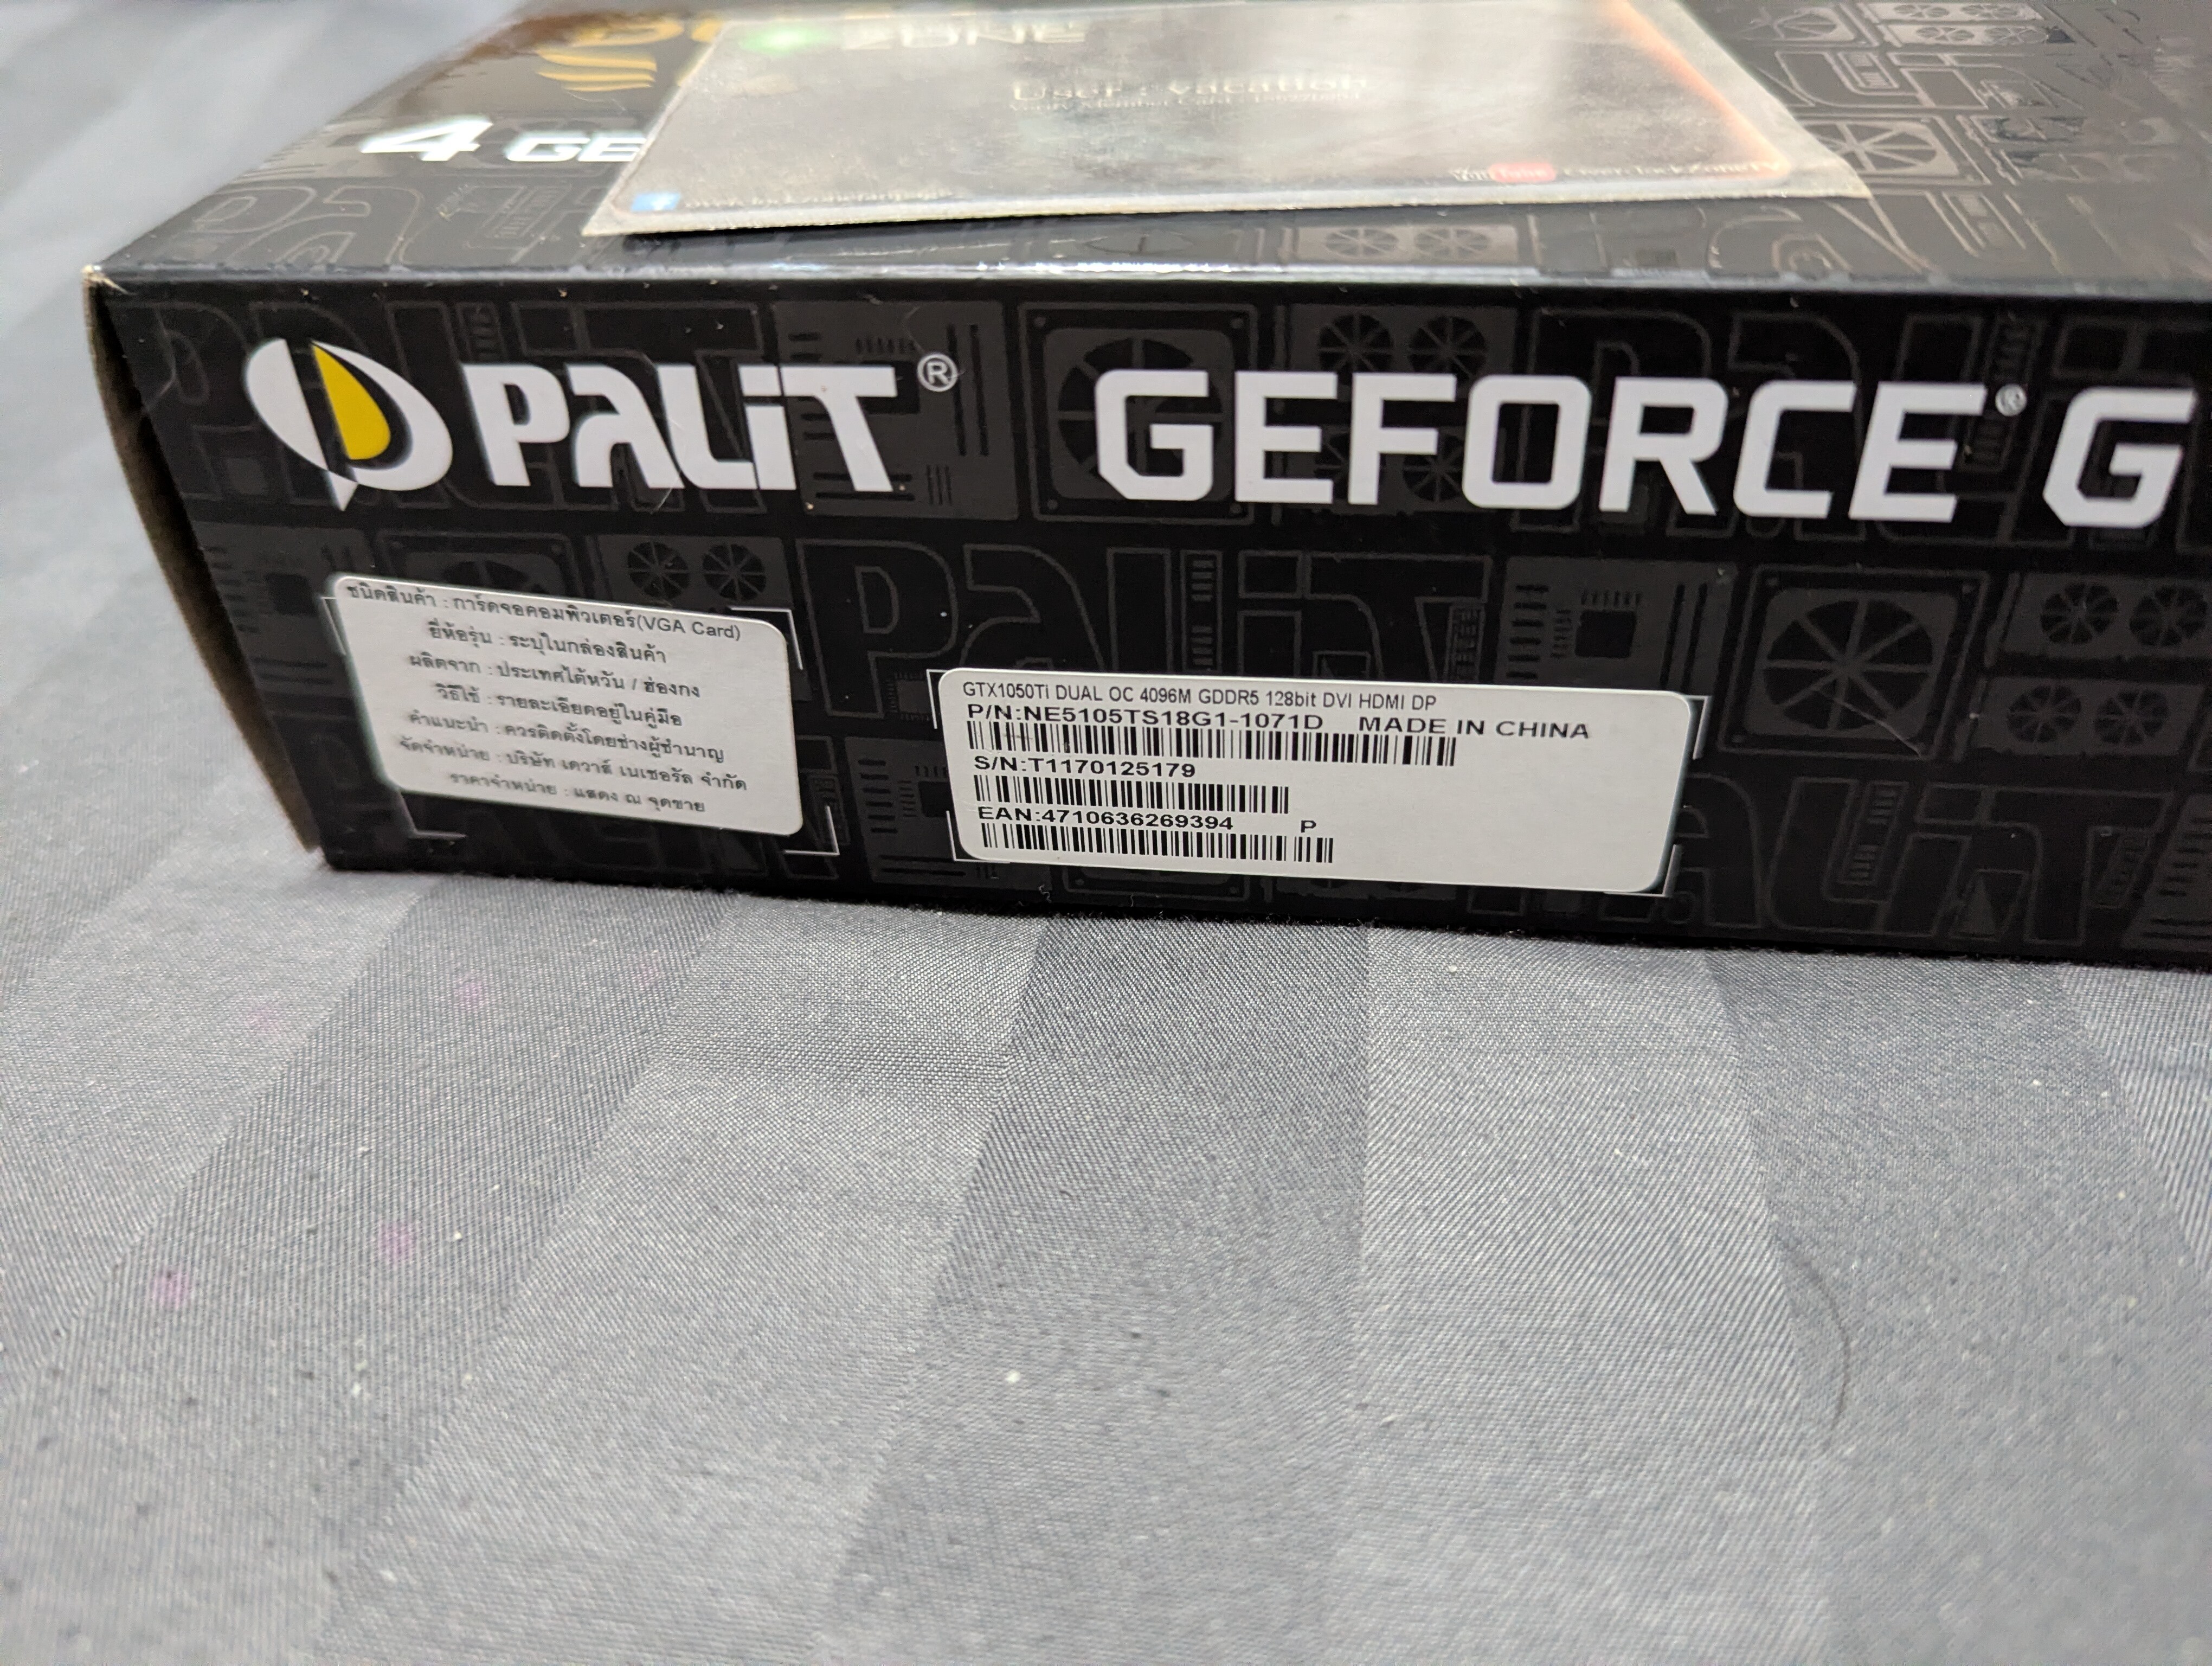 ZONE
User : vacation
4 GB
PALiT®
GEFORCE® G
ชนิดสินค้า : การ์ดจอคอมพิวเตอร์(VGA Card)
ยี่ห้อรุ่น : ระบุในกล่องสินค้า
ผลิตจาก : ประเทศไต้หวัน / ฮ่องกง
วิธีใช้ : รายละเอียดอยู่ในคู่มือ
คำแนะนำ : ควรติดตั้งโดยช่างผู้ชำนาญ
จัดจำหน่าย : บริษัท เดวาส์ เนเชอรัล จำกัด
ราคาจำหน่าย : แสดง ณ จุดขาย
GTX1050Ti DUAL OC 4096M GDDR5 128bit DVI HDMI DP
P/N:NE5105TS18G1-1071D MADE IN CHINA
S/N:T1170125179
EAN:4710636269394 P